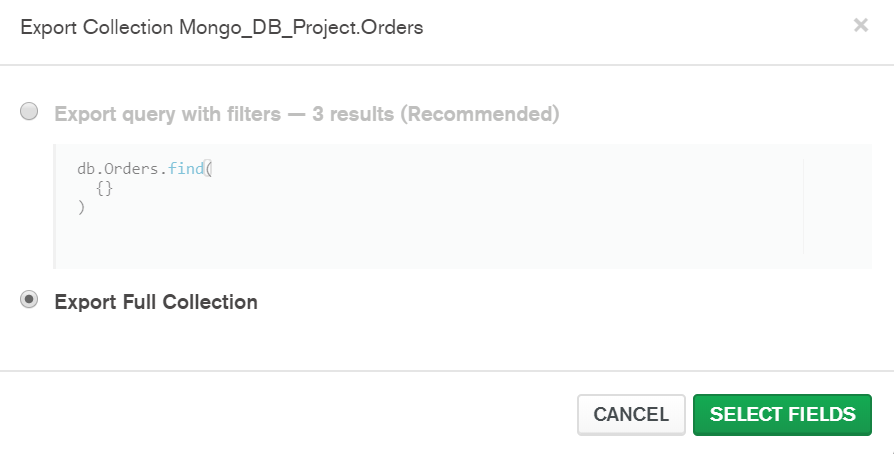 Export Collection Mongo_DB_Project.Orders
×
Export query with filters — 3 results (Recommended)
db.Orders.find(
{}
)
Export Full Collection
CANCEL
SELECT FIELDS